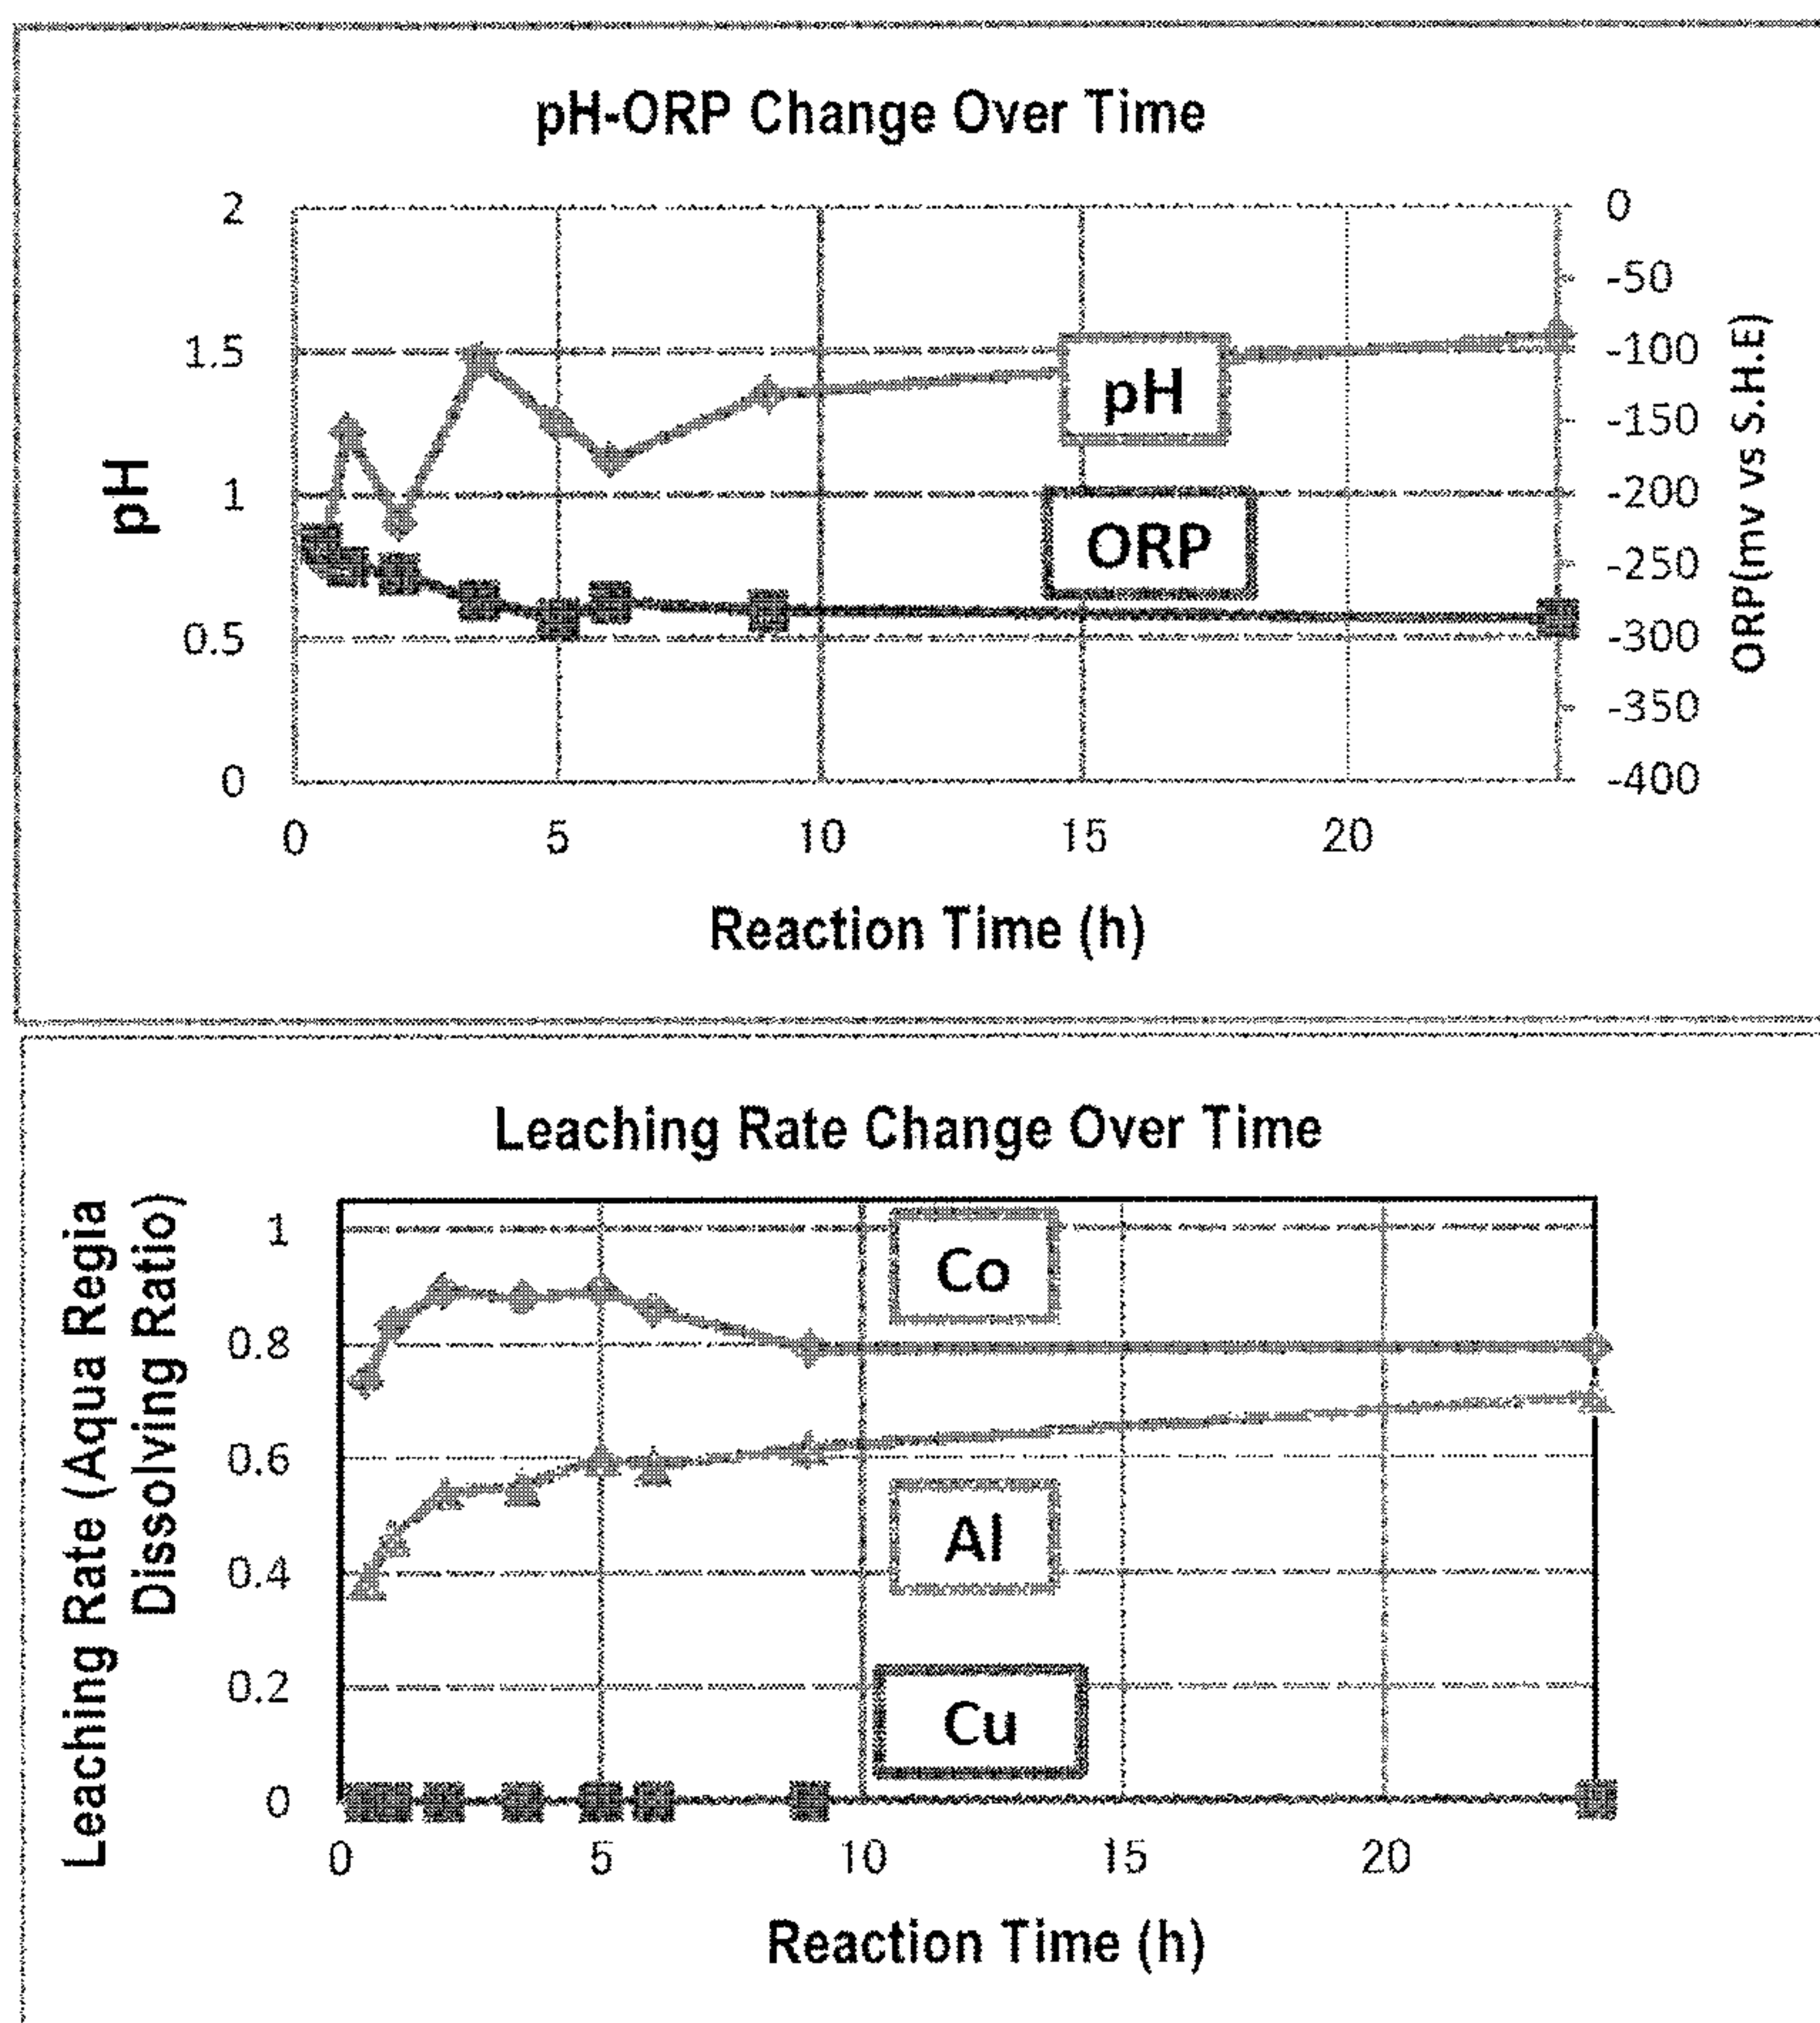 pH-ORP Change Over Time
2
1.5
1
0.5
0
pH
0
-50
-100
-150
-200
-250
-300
-350
-400
ORP(mv vs S.H.E)
pH
ORP
0 5 10 15 20
Reaction Time (h)
Leaching Rate Change Over Time
Leaching Rate (Aqua Regia
Dissolving Ratio)
1
0.8
0.6
0.4
0.2
0
Co
Al
Cu
0 5 10 15 20
Reaction Time (h)